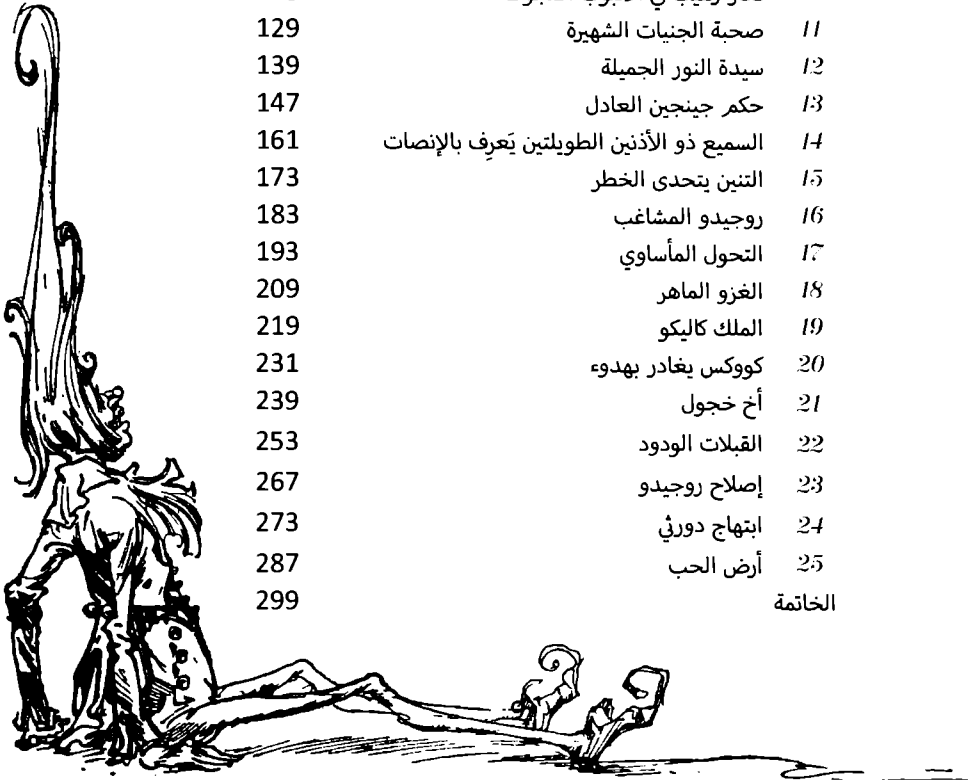 11 صحبة الجنيات الشهيرة 129
12 سيدة النور الجميلة 139
13 حكم جينجين العادل 147
14 السميع ذو الأذنين الطويلتين يَعرِف بالإنصات 161
15 التنين يتحدى الخطر 173
16 روجيدو المشاغب 183
17 التحول المأساوي 193
18 الغزو الماهر 209
19 الملك كاليكو 219
20 كووكس يغادر بهدوء 231
21 أخ خجول 239
22 القبلات الودود 253
23 إصلاح روجيدو 267
24 ابتهاج دورثي 273
25 أرض الحب 287
الخاتمة 299